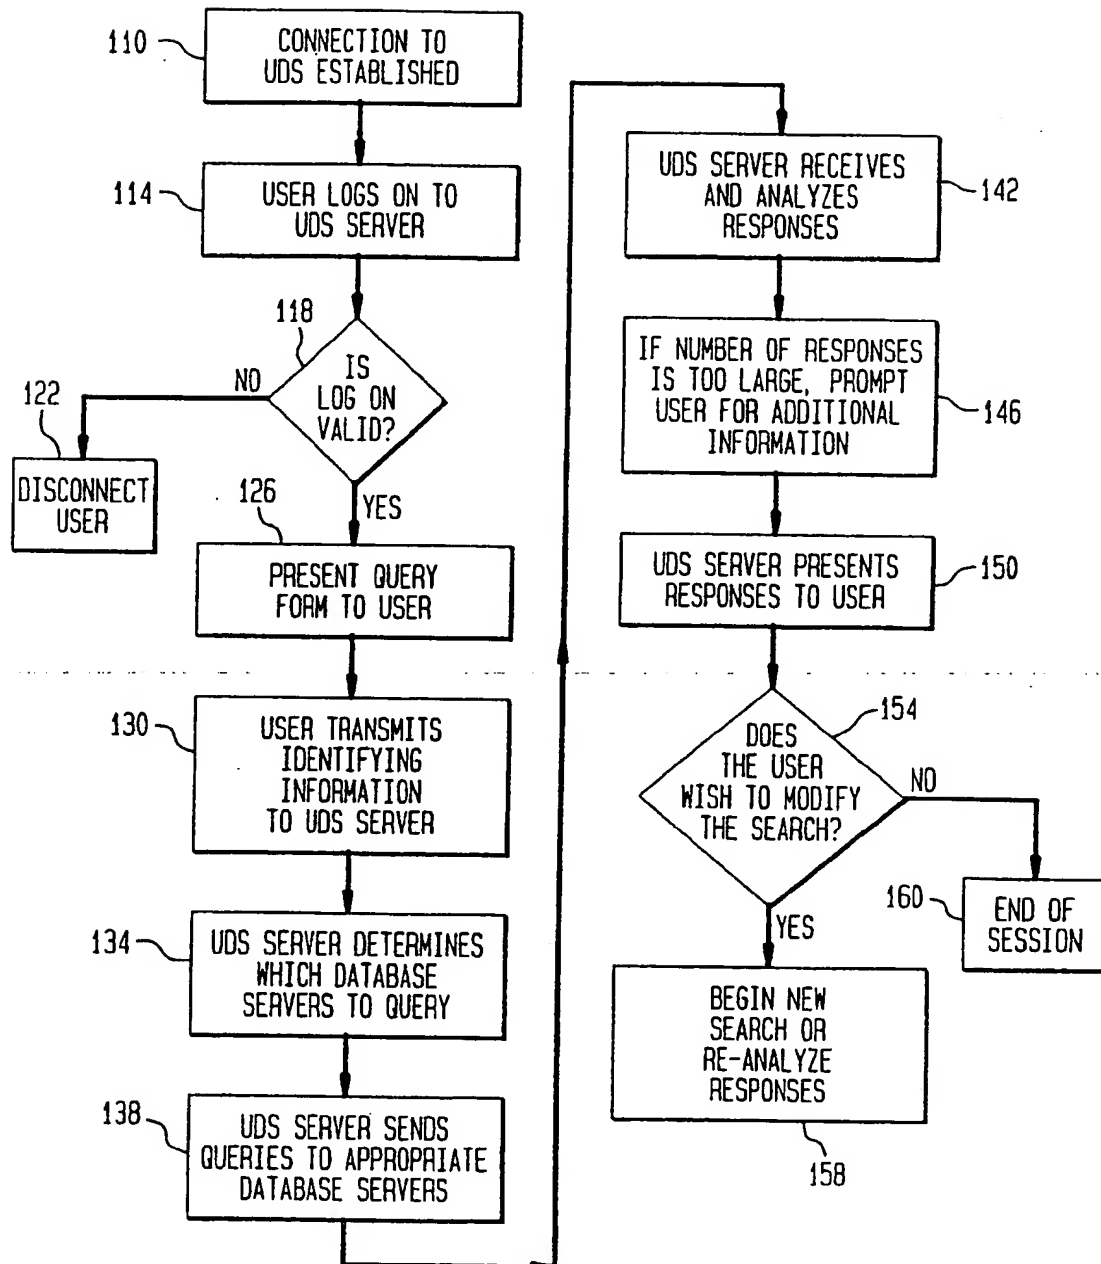 110
CONNECTION TO
UDS ESTABLISHED
114
USER LOGS ON TO
UDS SERVER
118
IS
LOG ON
VALID?
NO
122
DISCONNECT
USER
YES
126
PRESENT QUERY
FORM TO USER
130
USER TRANSMITS
IDENTIFYING
INFORMATION
TO UDS SERVER
134
UDS SERVER DETERMINES
WHICH DATABASE
SERVERS TO QUERY
138
UDS SERVER SENDS
QUERIES TO APPROPRIATE
DATABASE SERVERS
UDS SERVER RECEIVES
AND ANALYZES
RESPONSES
142
IF NUMBER OF RESPONSES
IS TOO LARGE, PROMPT
USER FOR ADDITIONAL
INFORMATION
146
UDS SERVER PRESENTS
RESPONSES TO USER
150
154
DOES
THE USER
WISH TO MODIFY
THE SEARCH?
NO
160
END OF
SESSION
YES
BEGIN NEW
SEARCH OR
RE-ANALYZE
RESPONSES
158